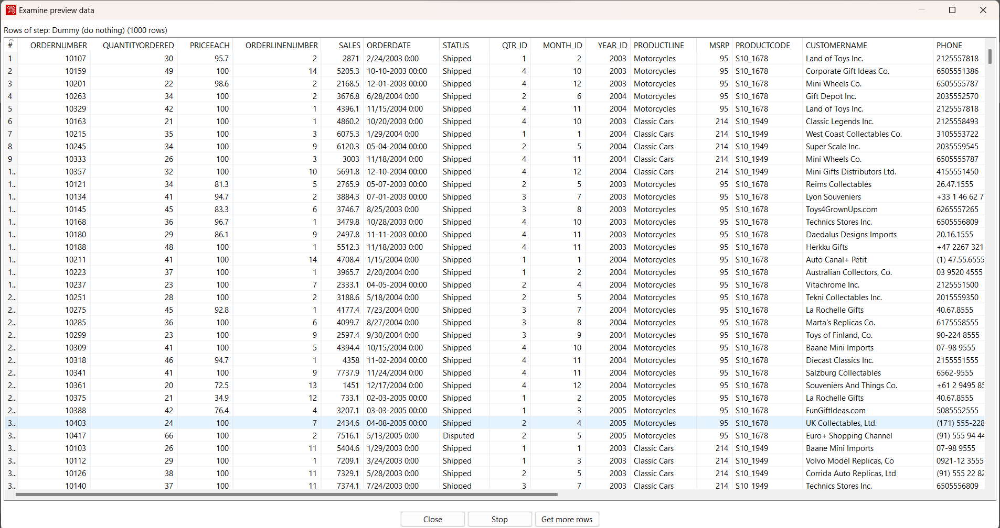 Examine preview data
Rows of step: Dummy (do nothing) (1000 rows)
# ORDERNUMBER QUANTITYORDERED PRICEEACH ORDERLINENUMBER SALES ORDERDATE STATUS QTR_ID MONTH_ID YEAR_ID PRODUCTLINE MSRP PRODUCTCODE CUSTOMERNAME PHONE
1 10107 30 95.7 2 2871 2/24/2003 0:00 Shipped 1 2 2003 Motorcycles 95 S10_1678 Land of Toys Inc. 2125557818
2 10159 49 100 14 5205.3 10-10-2003 00:00 Shipped 4 10 2003 Motorcycles 95 S10_1678 Corporate Gift Ideas Co. 6505551386
3 10201 22 98.6 2 2168.5 12-01-2003 00:00 Shipped 4 12 2003 Motorcycles 95 S10_1678 Mini Wheels Co. 6505555787
4 10263 34 100 2 3676.8 6/28/2004 0:00 Shipped 2 6 2004 Motorcycles 95 S10_1678 Gift Depot Inc. 2035552570
5 10329 42 100 1 4396.1 11/15/2004 0:00 Shipped 4 11 2004 Motorcycles 95 S10_1678 Land of Toys Inc. 2125557818
6 10163 21 100 1 4860.2 10/20/2003 0:00 Shipped 4 10 2003 Classic Cars 214 S10_1949 Classic Legends Inc. 2125558493
7 10215 35 100 3 6075.3 1/29/2004 0:00 Shipped 1 1 2004 Classic Cars 214 S10_1949 West Coast Collectables Co. 3105553722
8 10245 34 100 9 6120.3 05-04-2004 00:00 Shipped 2 5 2004 Classic Cars 214 S10_1949 Super Scale Inc. 2035559545
9 10333 26 100 3 3003 11/18/2004 0:00 Shipped 4 11 2004 Classic Cars 214 S10_1949 Mini Wheels Co. 6505555787
1.. 10357 32 100 10 5691.8 12-10-2004 00:00 Shipped 4 12 2004 Classic Cars 214 S10_1949 Mini Gifts Distributors Ltd. 4155551450
1.. 10121 34 81.3 5 2765.9 05-07-2003 00:00 Shipped 2 5 2003 Motorcycles 95 S10_1678 Reims Collectables 26.47.1555
1.. 10134 41 94.7 2 3884.3 07-01-2003 00:00 Shipped 3 7 2003 Motorcycles 95 S10_1678 Lyon Souveniers +33 1 46 62 7
1.. 10145 45 83.3 6 3746.7 8/25/2003 0:00 Shipped 3 8 2003 Motorcycles 95 S10_1678 Toys4GrownUps.com 6265557265
1.. 10168 36 96.7 1 3479.8 10/28/2003 0:00 Shipped 4 10 2003 Motorcycles 95 S10_1678 Technics Stores Inc. 6505556809
1.. 10180 29 86.1 9 2497.8 11-11-2003 00:00 Shipped 4 11 2003 Motorcycles 95 S10_1678 Daedalus Designs Imports 20.16.1555
1.. 10188 48 100 1 5512.3 11/18/2003 0:00 Shipped 4 11 2003 Motorcycles 95 S10_1678 Herkku Gifts +47 2267 321
1.. 10211 41 100 14 4708.4 1/15/2004 0:00 Shipped 1 1 2004 Motorcycles 95 S10_1678 Auto Canal+ Petit (1) 47.55.6555
1.. 10223 37 100 1 3965.7 2/20/2004 0:00 Shipped 1 2 2004 Motorcycles 95 S10_1678 Australian Collectors, Co. 03 9520 4555
1.. 10237 23 100 7 2333.1 04-05-2004 00:00 Shipped 2 4 2004 Motorcycles 95 S10_1678 Vitachrome Inc. 2125551500
2.. 10251 28 100 2 3188.6 5/18/2004 0:00 Shipped 2 5 2004 Motorcycles 95 S10_1678 Tekni Collectables Inc. 2015559350
2.. 10275 45 92.8 1 4177.4 7/23/2004 0:00 Shipped 3 7 2004 Motorcycles 95 S10_1678 La Rochelle Gifts 40.67.8555
2.. 10285 36 100 6 4099.7 8/27/2004 0:00 Shipped 3 8 2004 Motorcycles 95 S10_1678 Marta's Replicas Co. 6175558555
2.. 10299 23 100 9 2597.4 9/30/2004 0:00 Shipped 3 9 2004 Motorcycles 95 S10_1678 Toys of Finland, Co. 90-224 8555
2.. 10309 41 100 5 4394.4 10/15/2004 0:00 Shipped 4 10 2004 Motorcycles 95 S10_1678 Baane Mini Imports 07-98 9555
2.. 10318 46 94.7 1 4358 11-02-2004 00:00 Shipped 4 11 2004 Motorcycles 95 S10_1678 Diecast Classics Inc. 2155551555
2.. 10341 41 100 9 7737.9 11/24/2004 0:00 Shipped 4 11 2004 Motorcycles 95 S10_1678 Salzburg Collectables 6562-9555
2.. 10361 20 72.5 13 1451 12/17/2004 0:00 Shipped 4 12 2004 Motorcycles 95 S10_1678 Souveniers And Things Co. +61 2 9495 85
2.. 10375 21 34.9 12 733.1 02-03-2005 00:00 Shipped 1 2 2005 Motorcycles 95 S10_1678 La Rochelle Gifts 40.67.8555
2.. 10388 42 76.4 4 3207.1 03-03-2005 00:00 Shipped 1 3 2005 Motorcycles 95 S10_1678 FunGiftIdeas.com 5085552555
3.. 10403 24 100 7 2434.6 04-08-2005 00:00 Shipped 2 4 2005 Motorcycles 95 S10_1678 UK Collectables, Ltd. (171) 555-228
3.. 10417 66 100 2 7516.1 5/13/2005 0:00 Disputed 2 5 2005 Motorcycles 95 S10_1678 Euro+ Shopping Channel (91) 555 94 44
3.. 10103 26 100 11 5404.6 1/29/2003 0:00 Shipped 1 1 2003 Classic Cars 214 S10_1949 Baane Mini Imports 07-98 9555
3.. 10112 29 100 1 7209.1 3/24/2003 0:00 Shipped 1 3 2003 Classic Cars 214 S10_1949 Volvo Model Replicas, Co 0921-12 3555
3.. 10126 38 100 11 7329.1 5/28/2003 0:00 Shipped 2 5 2003 Classic Cars 214 S10_1949 Corrida Auto Replicas, Ltd (91) 555 22 82
3.. 10140 37 100 11 7374.1 7/24/2003 0:00 Shipped 3 7 2003 Classic Cars 214 S10_1949 Technics Stores Inc. 6505556809
Close Stop Get more rows